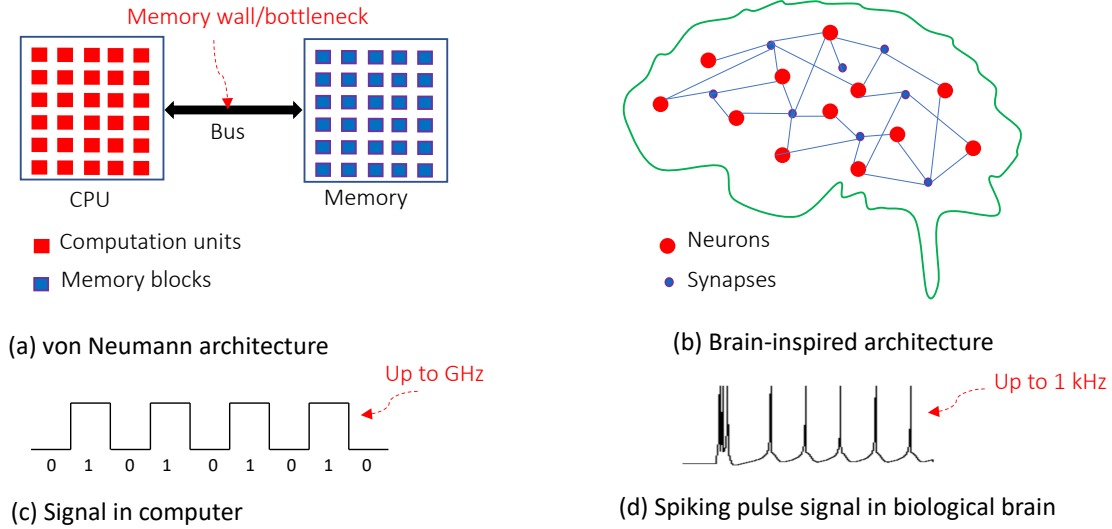 Memory wall/bottleneck
Bus
CPU
Memory
Computation units
Memory blocks
(a) von Neumann architecture
Neurons
Synapses
(b) Brain-inspired architecture
Up to GHz
0 1 0 1 0 1 0 1 0
(c) Signal in computer
Up to 1 kHz
(d) Spiking pulse signal in biological brain